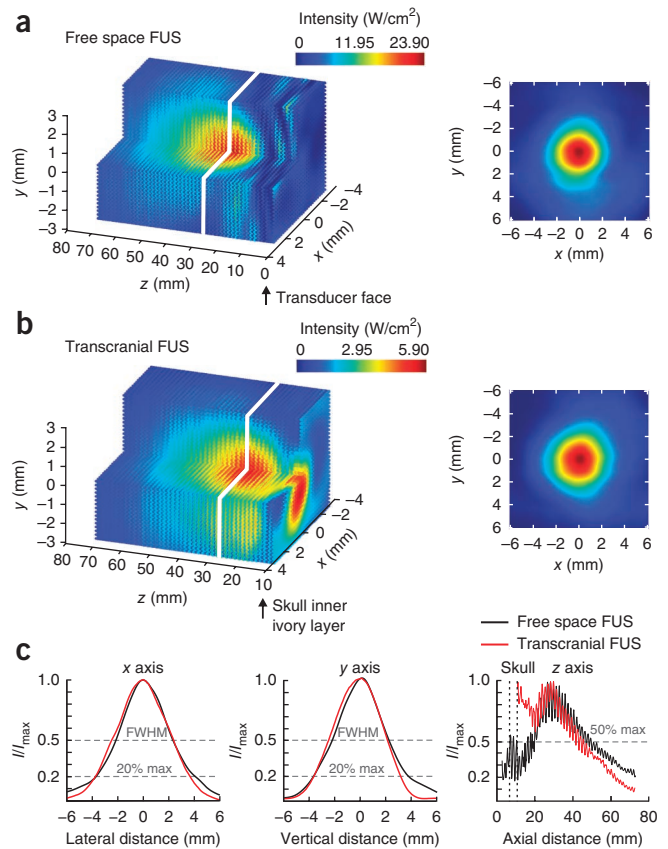 a
Free space FUS
Intensity (W/cm²)
0 11.95 23.90
3
2
1
0
−1
−2
−3
y (mm)
80 70 60 50 40 30 20 10 0
z (mm)
4 2 0 −2 −4
x (mm)
Transducer face
−6
−4
−2
0
2
4
6
y (mm)
−6 −4 −2 0 2 4 6
x (mm)
b
Transcranial FUS
Intensity (W/cm²)
0 2.95 5.90
3
2
1
0
−1
−2
−3
y (mm)
80 70 60 50 40 30 20 10
z (mm)
4 2 0 −2 −4
x (mm)
Skull inner
ivory layer
−6
−4
−2
0
2
4
6
y (mm)
−6 −4 −2 0 2 4 6
x (mm)
Free space FUS
Transcranial FUS
c
x axis
1.0
0.5
0.2
I/Imax
FWHM
20% max
−6 −4 −2 0 2 4 6
Lateral distance (mm)
y axis
1.0
0.5
0.2
I/Imax
FWHM
20% max
−6 −4 −2 0 2 4 6
Vertical distance (mm)
Skull z axis
1.0
0.5
0.2
I/Imax
50% max
0 20 40 60 80
Axial distance (mm)